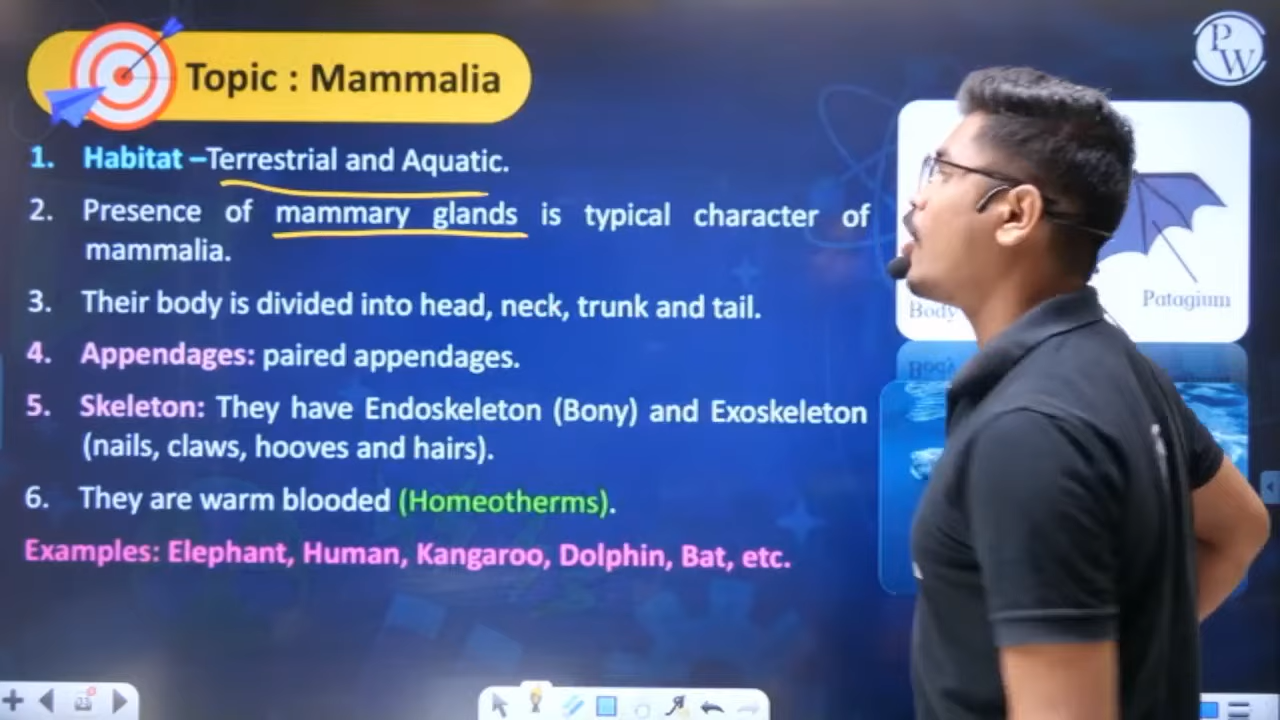 Topic : Mammalia
PW
1. Habitat –Terrestrial and Aquatic.
2. Presence of mammary glands is typical character of
mammalia.
3. Their body is divided into head, neck, trunk and tail.
4. Appendages: paired appendages.
5. Skeleton: They have Endoskeleton (Bony) and Exoskeleton
(nails, claws, hooves and hairs).
6. They are warm blooded (Homeotherms).
Examples: Elephant, Human, Kangaroo, Dolphin, Bat, etc.
Patagium
Body